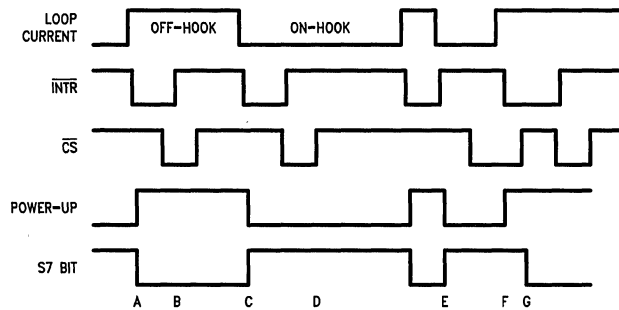 LOOP
CURRENT
OFF-HOOK
ON-HOOK
INTR
CS
POWER-UP
S7 BIT
A B C D E F G